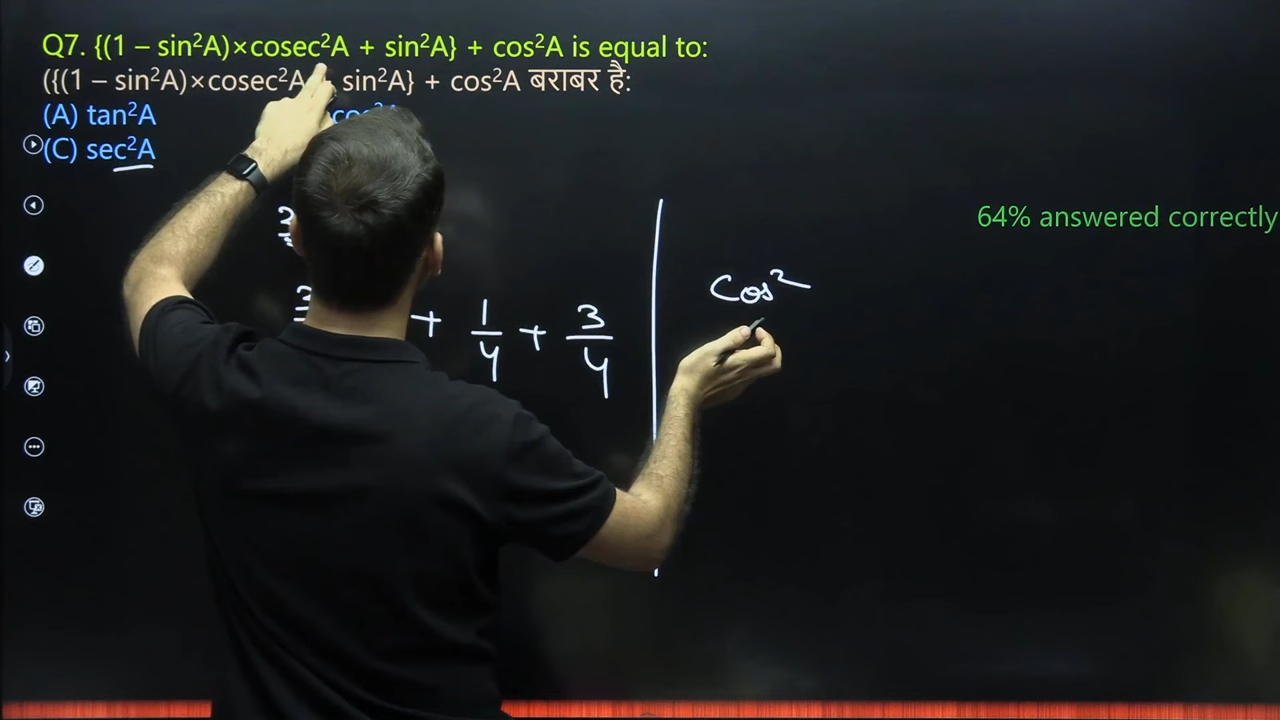 Q7. {(1 – sin²A)×cosec²A + sin²A} + cos²A is equal to:
({(1 – sin²A)×cosec²A sin²A} + cos²A बराबर है:
(A) tan²A
(C) sec²A
64% answered correctly
+ 1/4 + 3/4
cos²